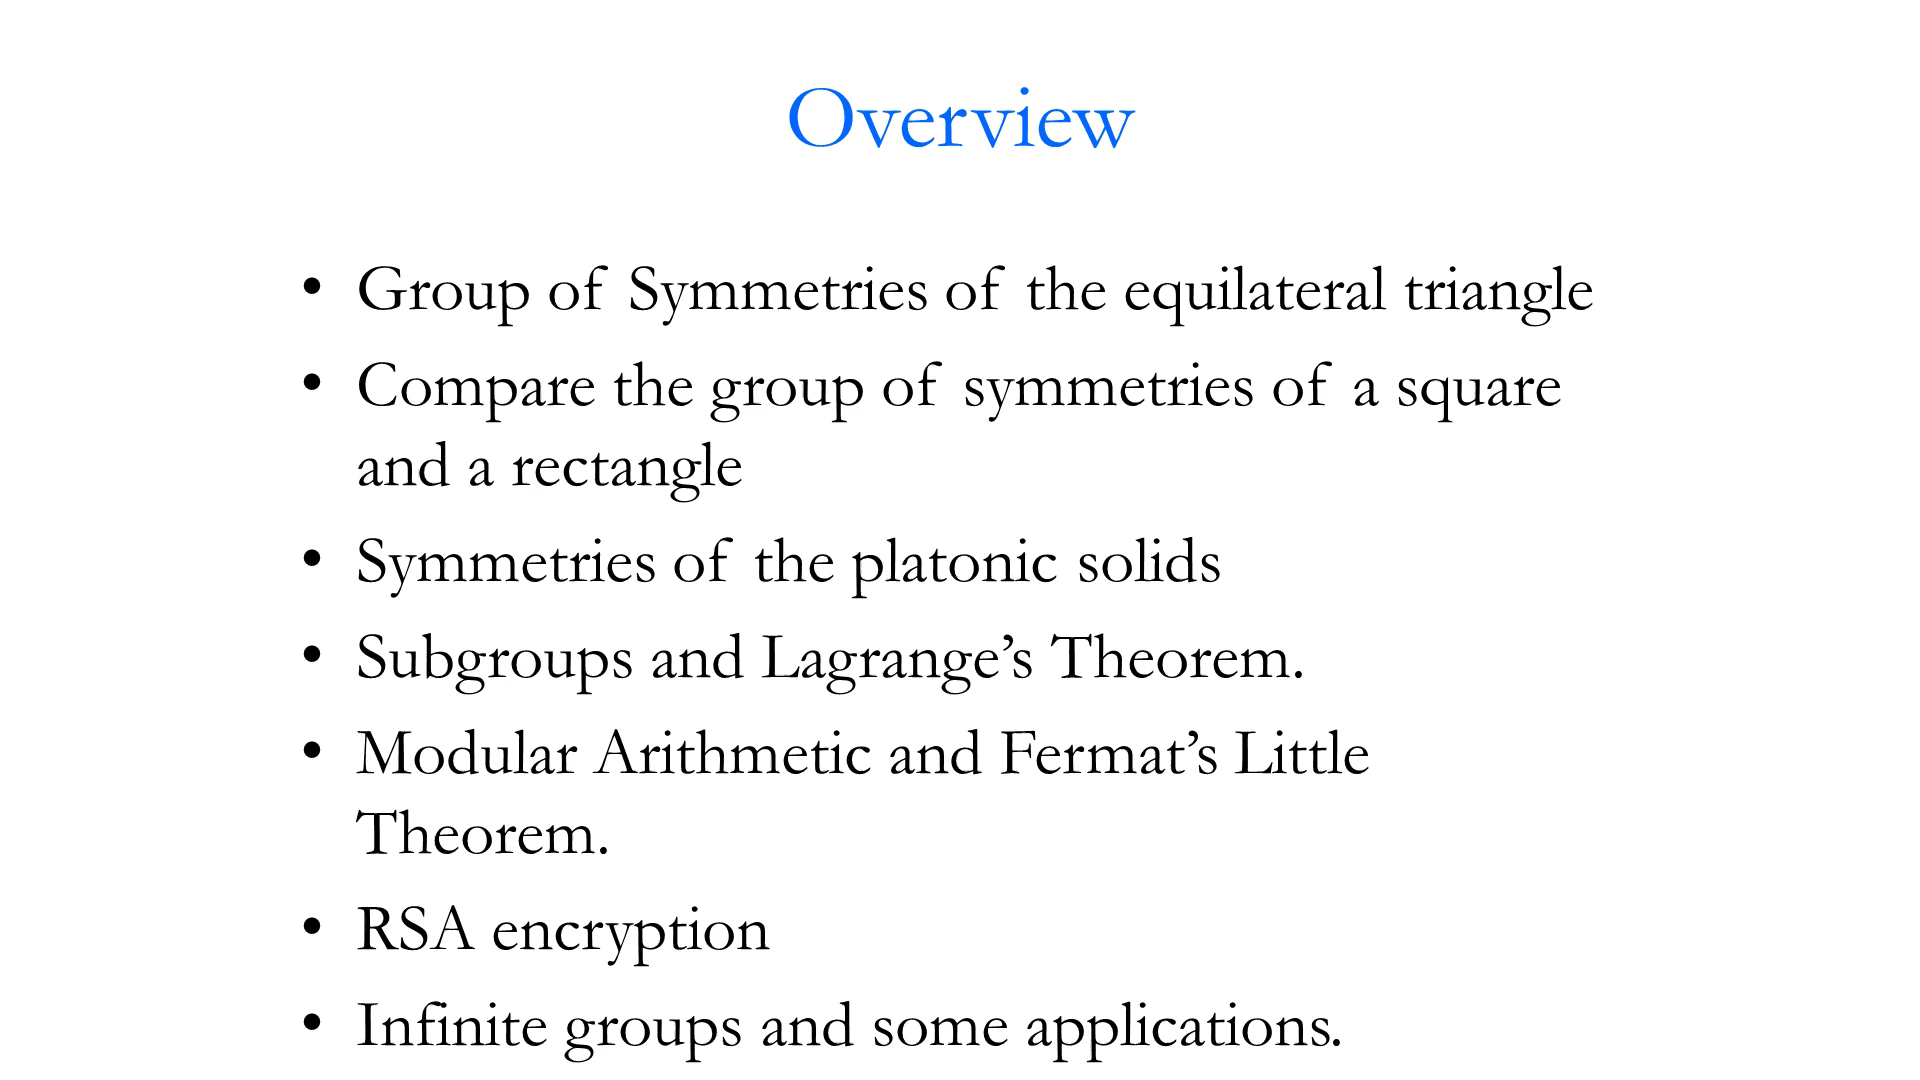 Overview
• Group of Symmetries of the equilateral triangle
• Compare the group of symmetries of a square
and a rectangle
• Symmetries of the platonic solids
• Subgroups and Lagrange’s Theorem.
• Modular Arithmetic and Fermat’s Little
Theorem.
• RSA encryption
• Infinite groups and some applications.